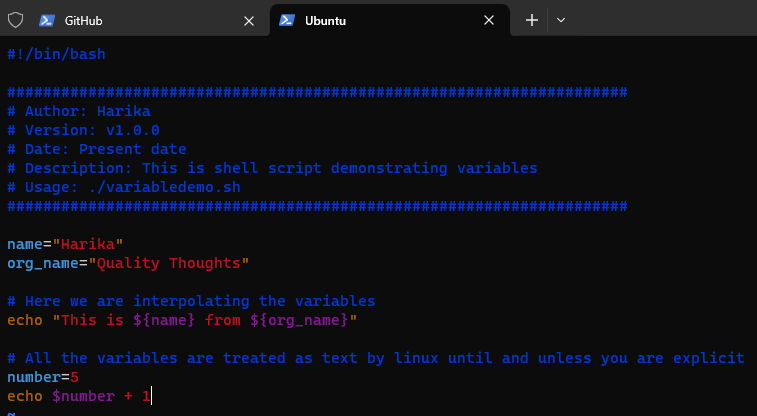 GitHub
Ubuntu
#!/bin/bash
#####################################################################
# Author: Harika
# Version: v1.0.0
# Date: Present date
# Description: This is shell script demonstrating variables
# Usage: ./variabledemo.sh
#####################################################################
name="Harika"
org_name="Quality Thoughts"
# Here we are interpolating the variables
echo "This is ${name} from ${org_name}"
# All the variables are treated as text by linux until and unless you are explicit
number=5
echo $number + 1
~